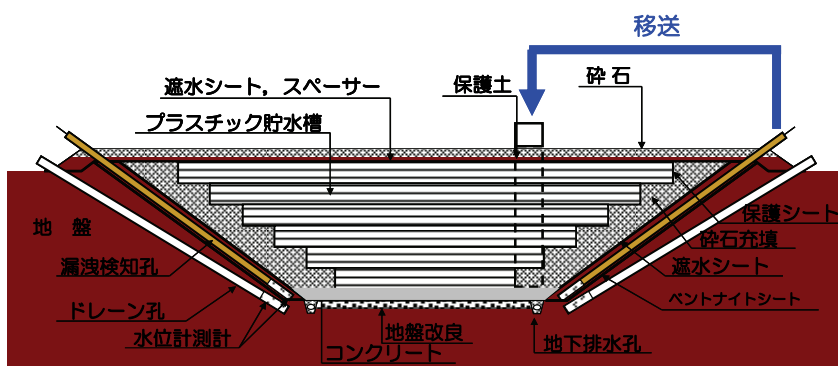 移送
遮水シート，スペーサー
保護土
砕石
プラスチック貯水槽
地 盤
保護シート
砕石充填
漏洩検知孔
遮水シート
ベントナイトシート
ドレーン孔
水位計測計
地盤改良
地下排水孔
コンクリート